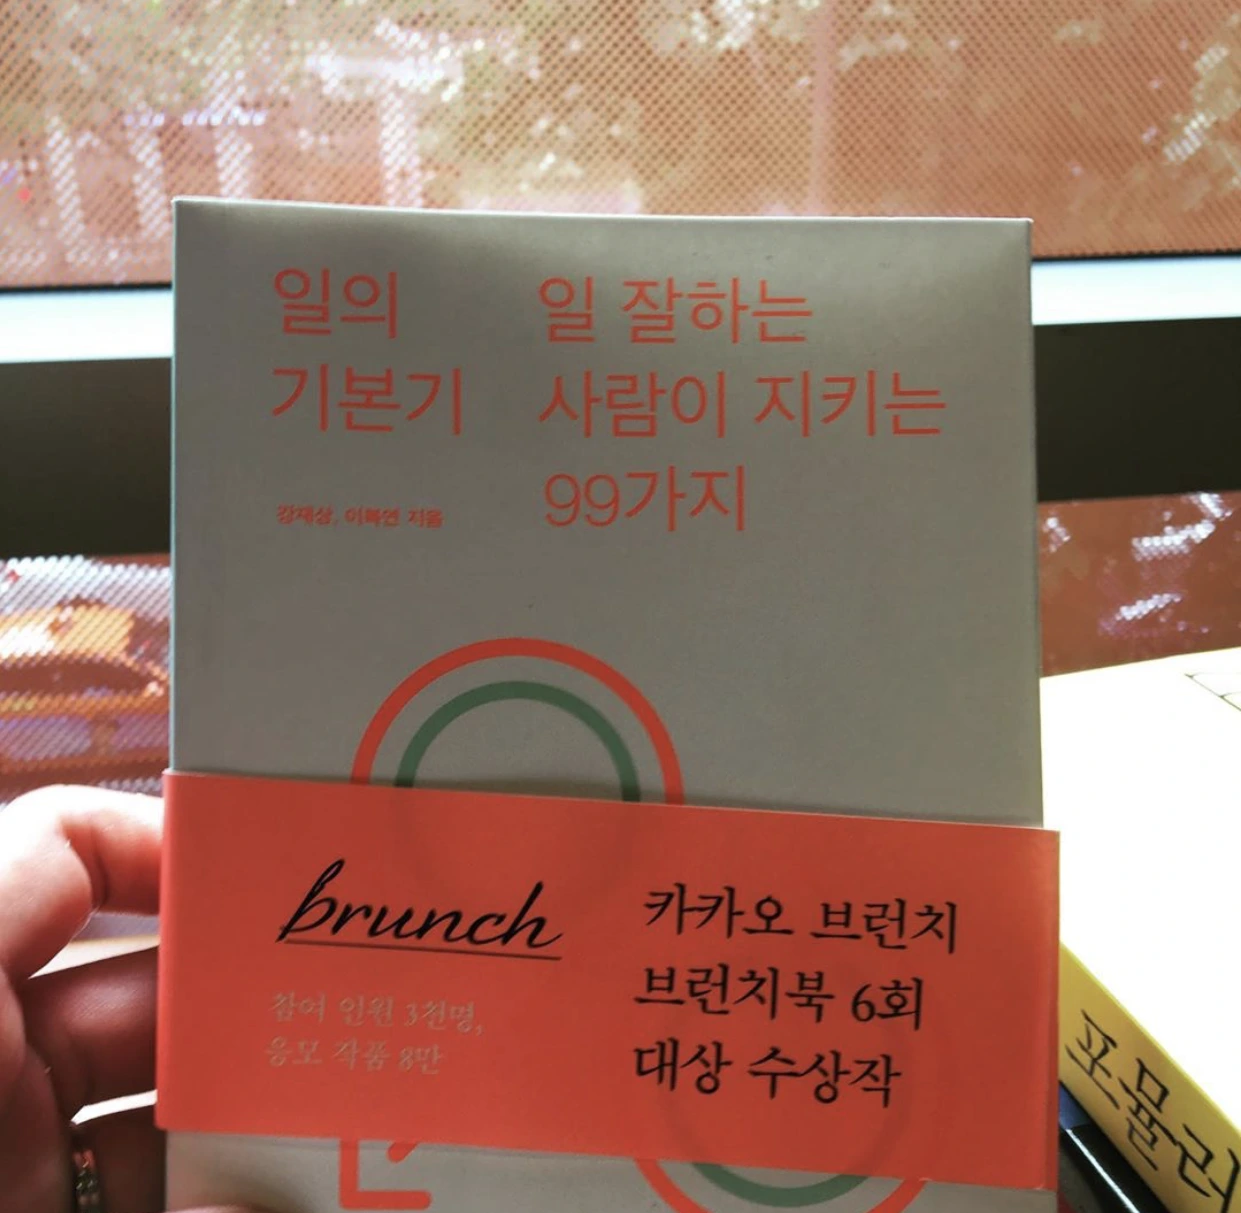 일의
기본기
강재상, 이복연 지음
일 잘하는
사람이 지키는
99가지
brunch
참여 인원 3천명,
응모 작품 8만
카카오 브런치
브런치북 6회
대상 수상작
포뮬러